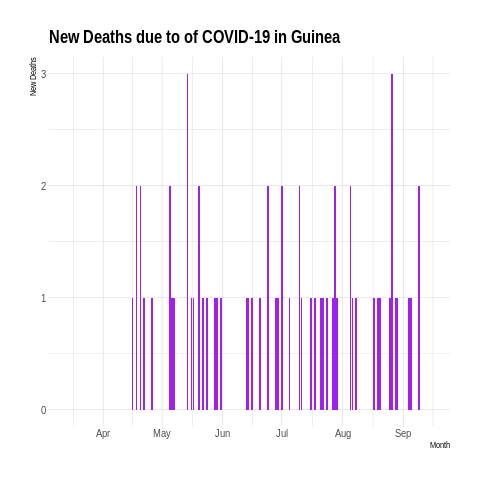 New Deaths due to of COVID-19 in Guinea
New Deaths
3
2
1
0
Apr May Jun Jul Aug Sep
Month